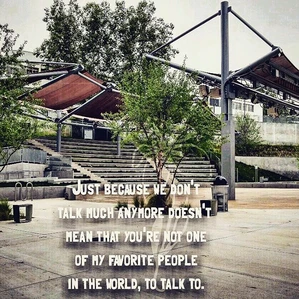 JUST BECAUSE WE DON'T
TALK MUCH ANYMORE DOESN'T
MEAN THAT YOU'RE NOT ONE
OF MY FAVORITE PEOPLE
IN THE WORLD, TO TALK TO.